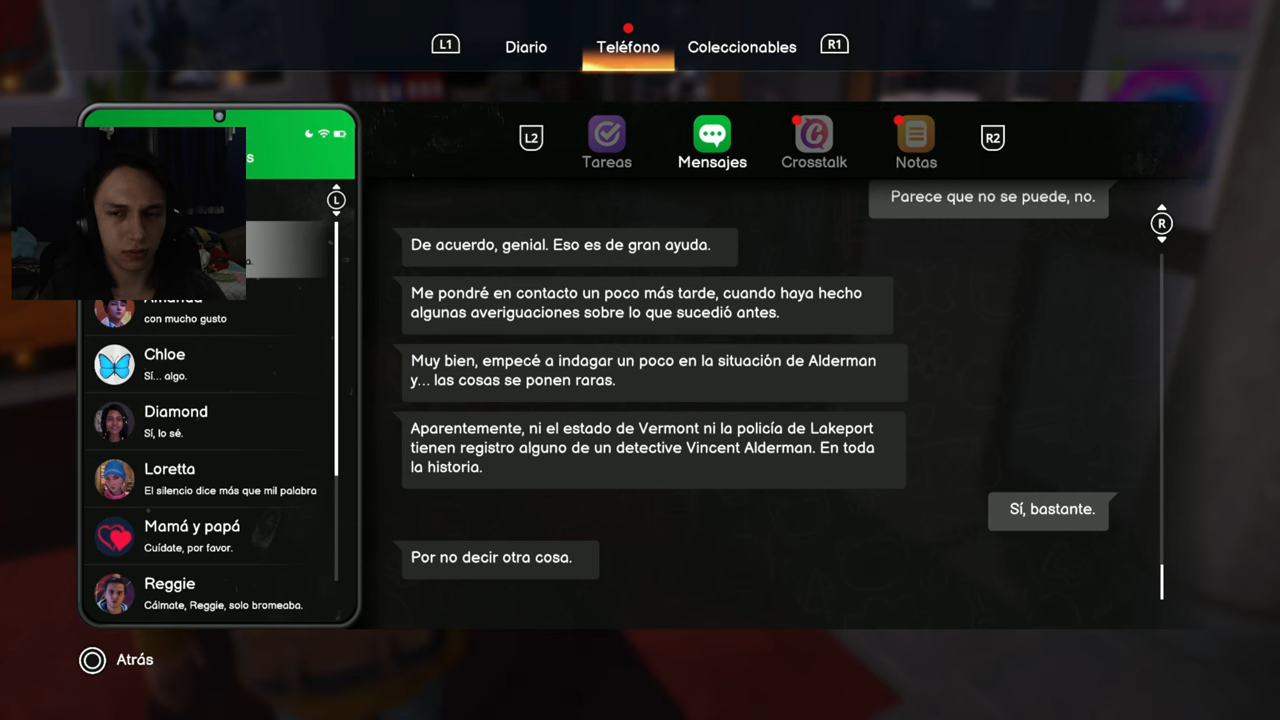 L1
Diario
Teléfono
Coleccionables
R1
L2
Tareas
Mensajes
Crosstalk
Notas
R2
s
L
a.
Amanda
con mucho gusto
Chloe
Sí... algo.
Diamond
Sí, lo sé.
Loretta
El silencio dice más que mil palabra
Mamá y papá
Cuídate, por favor.
Reggie
Cálmate, Reggie, solo bromeaba.
Parece que no se puede, no.
R
De acuerdo, genial. Eso es de gran ayuda.
Me pondré en contacto un poco más tarde, cuando haya hecho
algunas averiguaciones sobre lo que sucedió antes.
Muy bien, empecé a indagar un poco en la situación de Alderman
y... las cosas se ponen raras.
Aparentemente, ni el estado de Vermont ni la policía de Lakeport
tienen registro alguno de un detective Vincent Alderman. En toda
la historia.
Sí, bastante.
Por no decir otra cosa.
Atrás